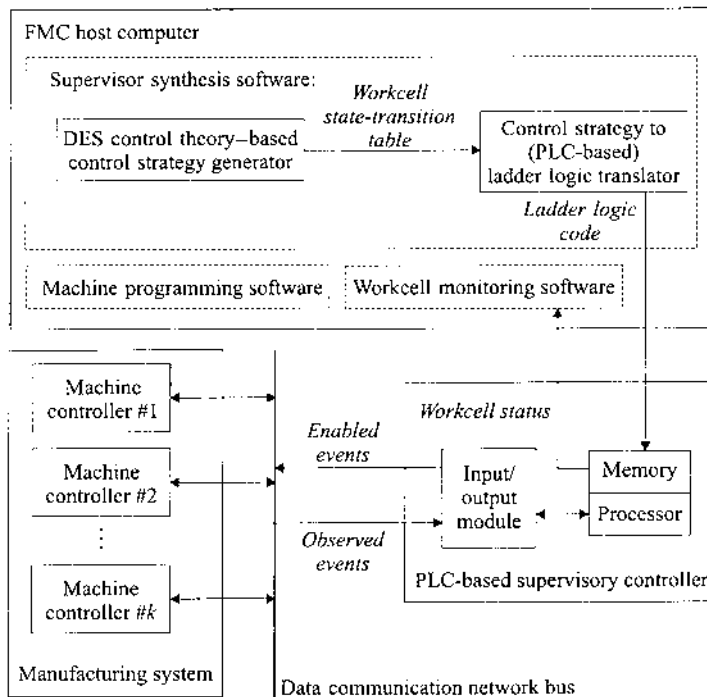 FMC host computer
Supervisor synthesis software:
DES control theory–based
control strategy generator
Workcell
state-transition
table
Control strategy to
(PLC-based)
ladder logic translator
Ladder logic
code
Machine programming software
Workcell monitoring software
Machine
controller #1
Machine
controller #2
⋮
Machine
controller #k
Manufacturing system
Workcell status
Enabled
events
Input/
output
module
Memory
Processor
Observed
events
PLC-based supervisory controller
Data communication network bus